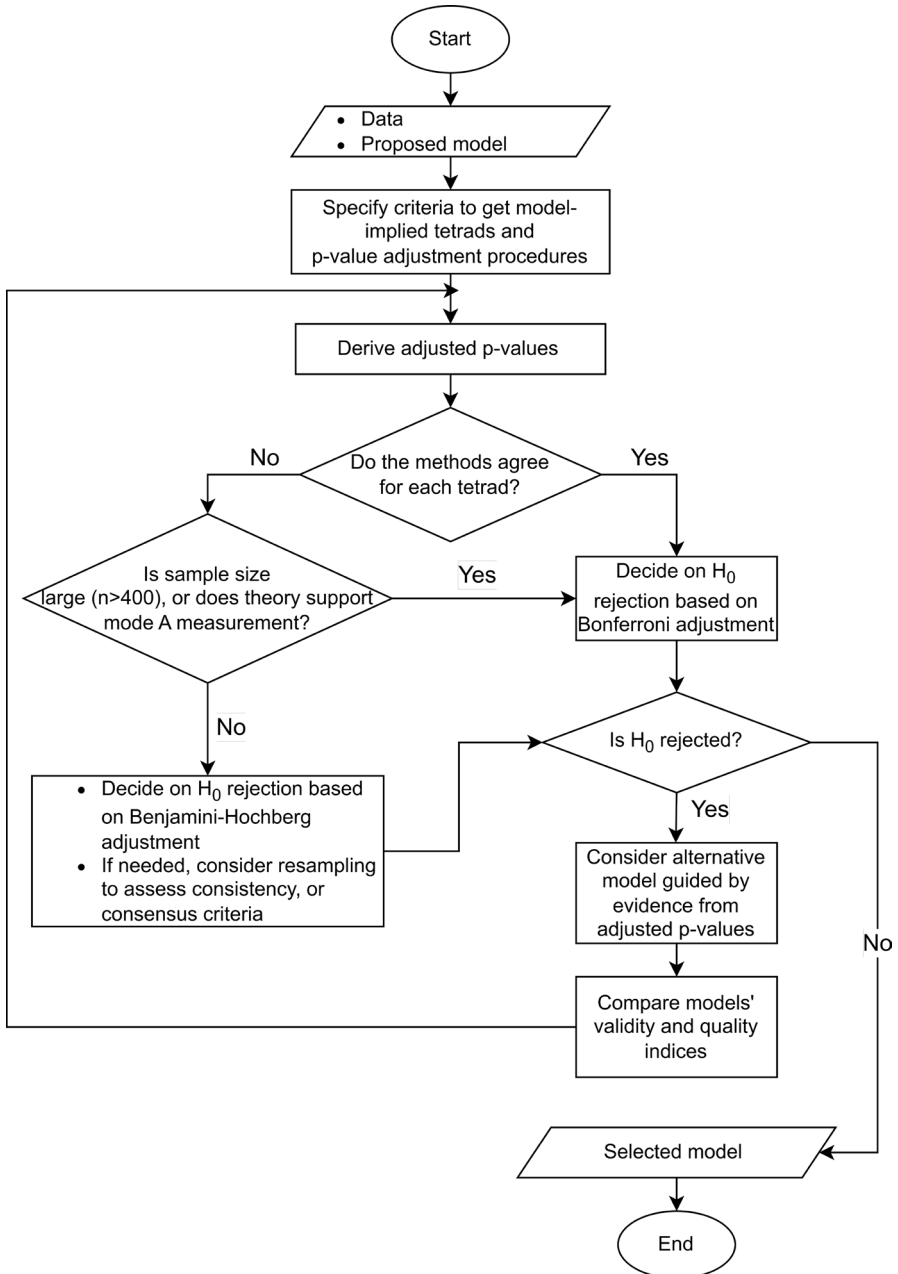 Start
• Data
• Proposed model
Specify criteria to get model-
implied tetrads and
p-value adjustment procedures
Derive adjusted p-values
Do the methods agree
for each tetrad?
No
Yes
Is sample size
large (n>400), or does theory support
mode A measurement?
Yes
No
Decide on H0
rejection based on
Bonferroni adjustment
Is H0 rejected?
Yes
No
• Decide on H0 rejection based
on Benjamini-Hochberg
adjustment
• If needed, consider resampling
to assess consistency, or
consensus criteria
Consider alternative
model guided by
evidence from
adjusted p-values
Compare models'
validity and quality
indices
Selected model
End